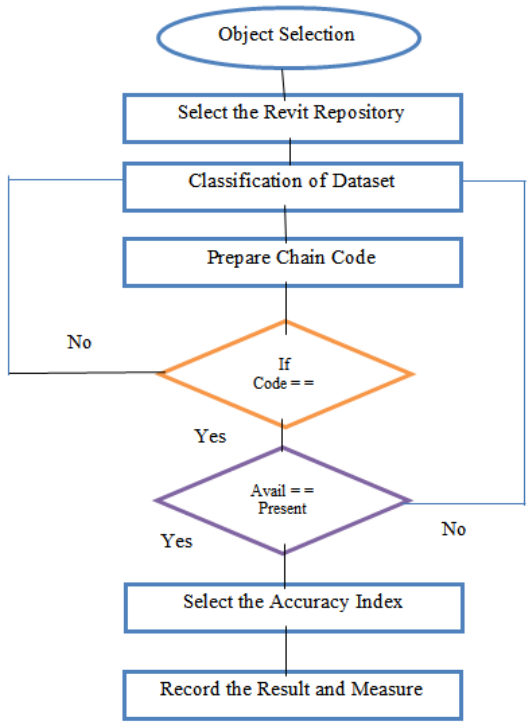 Object Selection
Select the Revit Repository
Classification of Dataset
Prepare Chain Code
No
If
Code = =
Yes
Avail = =
Present
No
Yes
Select the Accuracy Index
Record the Result and Measure